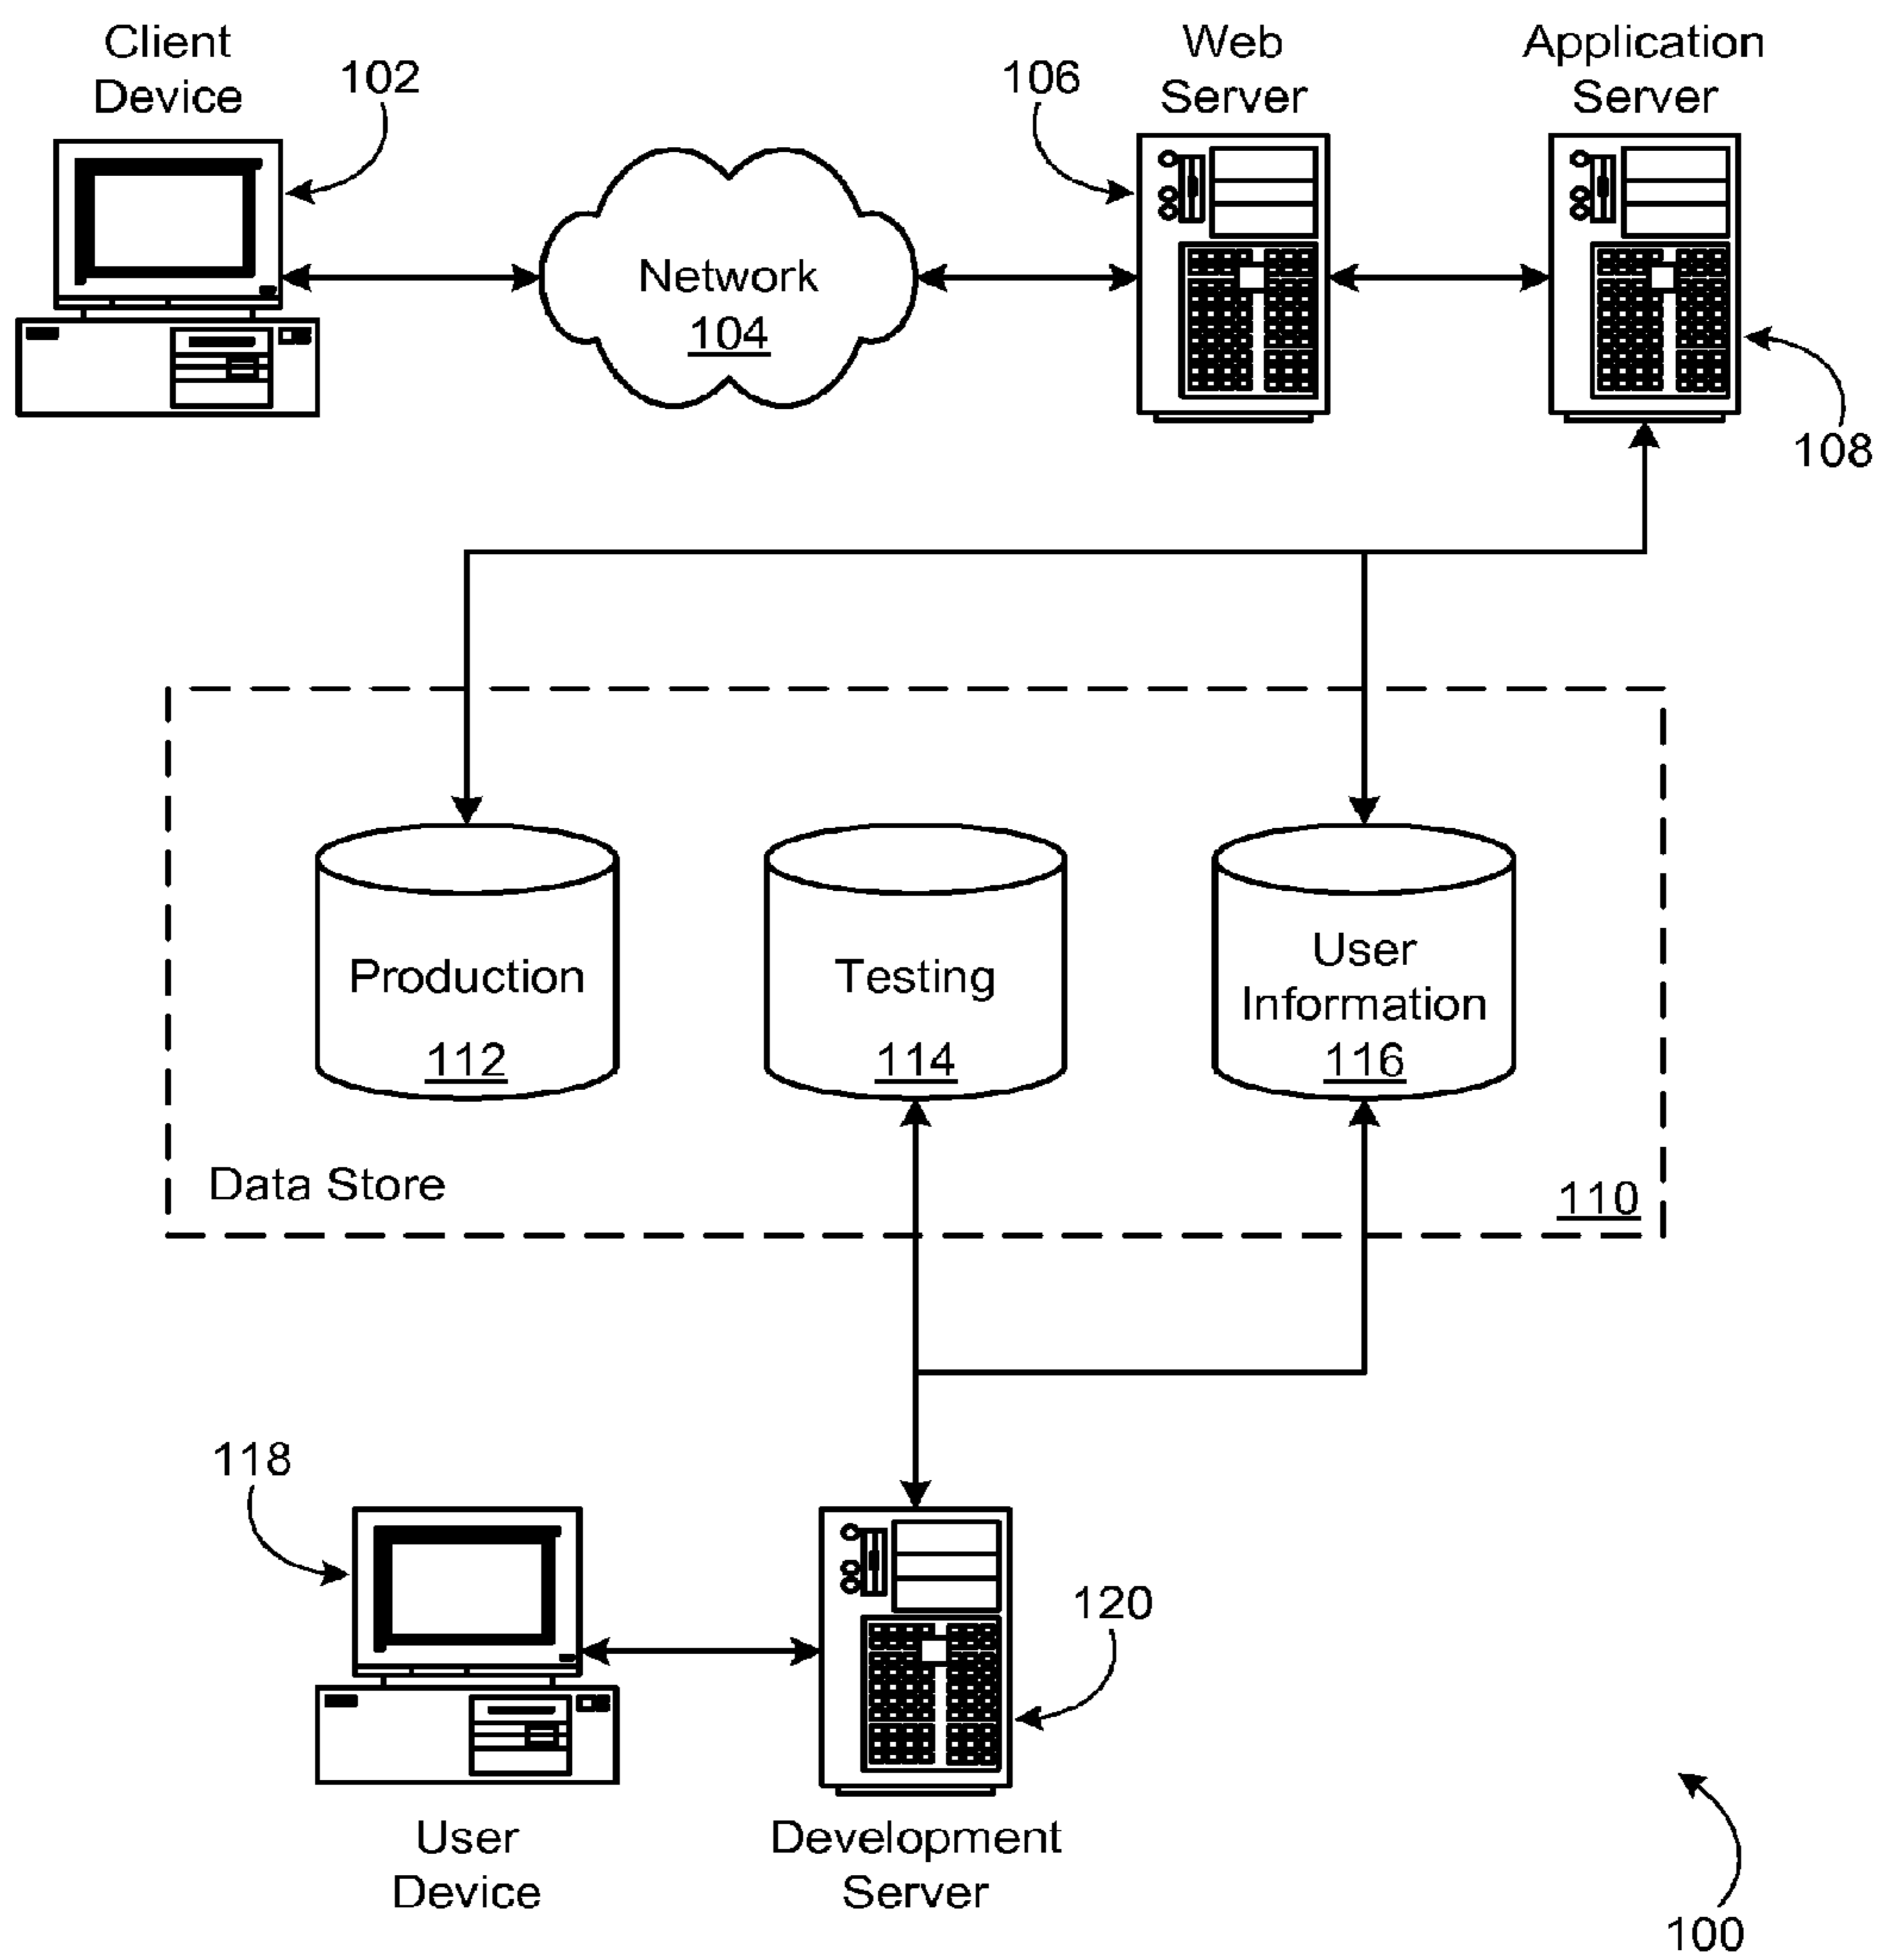 Client
Device
102
106
Web
Server
Application
Server
Network
104
108
Production
112
Testing
114
User
Information
116
Data Store
110
118
120
User
Device
Development
Server
100